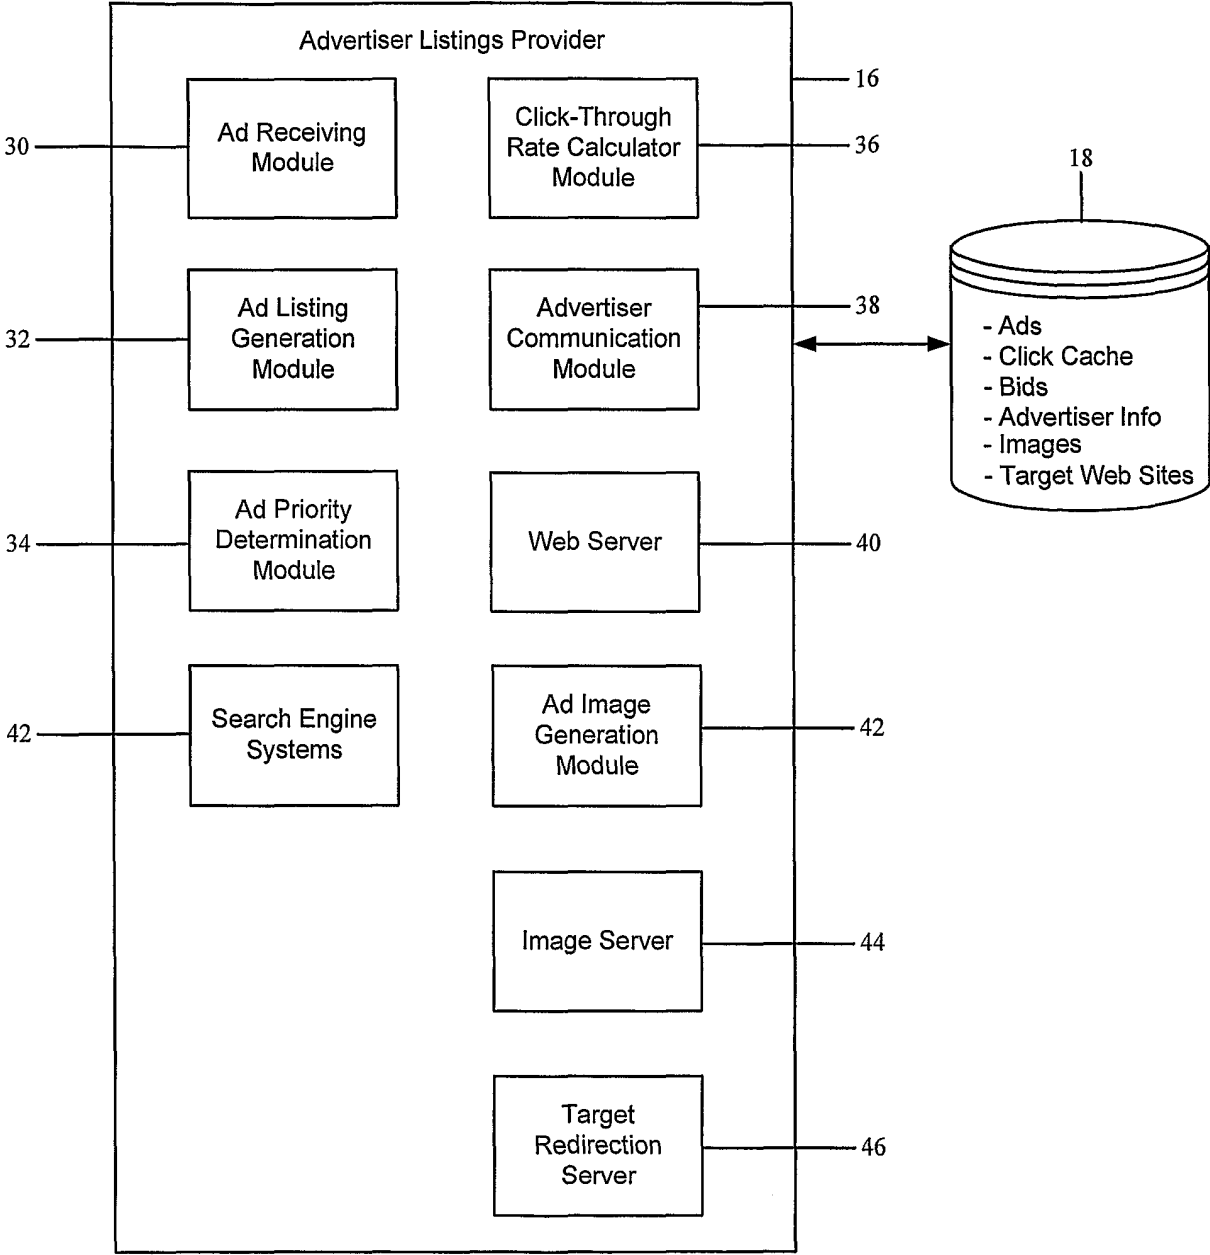 Advertiser Listings Provider
16
30
Ad Receiving
Module
Click-Through
Rate Calculator
Module
36
18
32
Ad Listing
Generation
Module
Advertiser
Communication
Module
38
- Ads
- Click Cache
- Bids
- Advertiser Info
- Images
- Target Web Sites
34
Ad Priority
Determination
Module
Web Server
40
42
Search Engine
Systems
Ad Image
Generation
Module
42
Image Server
44
Target
Redirection
Server
46